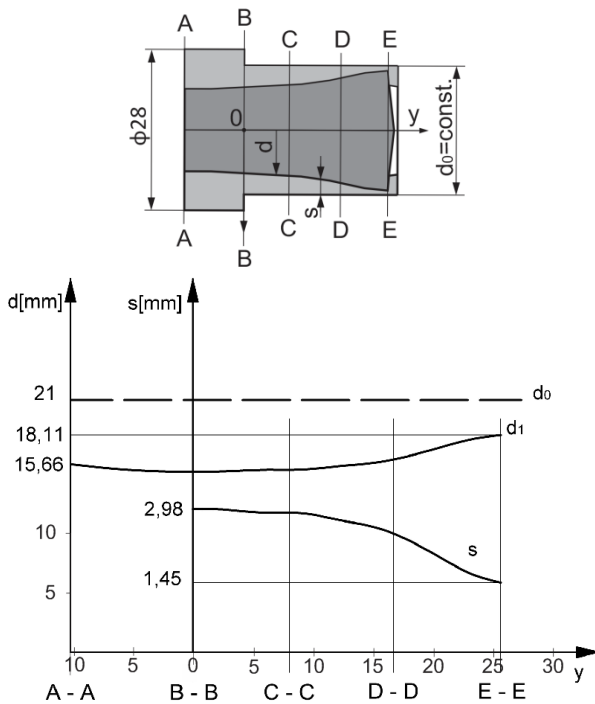 A
B
C
D
E
ϕ28
0
d
s
y
d₀=const.
A
B
C
D
E
d[mm]
s[mm]
21
d₀
18,11
d₁
15,66
2,98
10
s
1,45
5
10
5
0
5
10
15
20
25
30
y
A - A
B - B
C - C
D - D
E - E